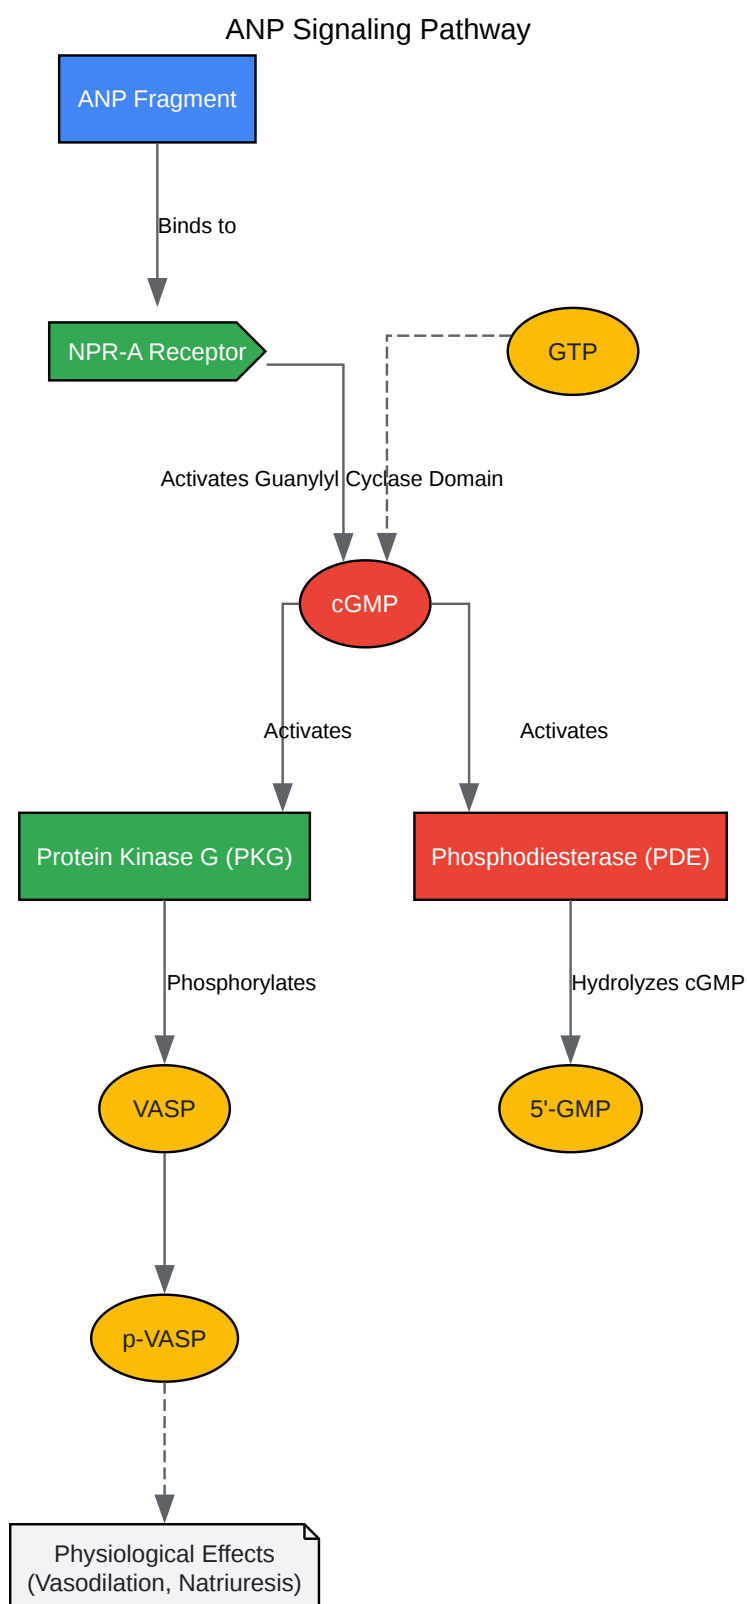 ANP Signaling Pathway
ANP Fragment
Binds to
NPR-A Receptor
GTP
Activates Guanylyl Cyclase Domain
cGMP
Activates
Activates
Protein Kinase G (PKG)
Phosphodiesterase (PDE)
Phosphorylates
Hydrolyzes cGMP
VASP
5'-GMP
p-VASP
Physiological Effects
(Vasodilation, Natriuresis)